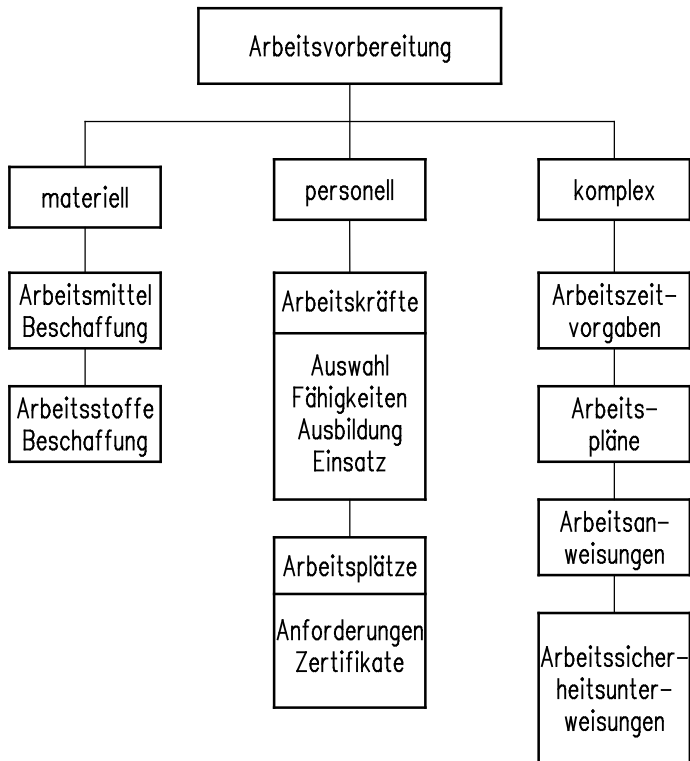 Arbeitsvorbereitung
materiell
personell
komplex
Arbeitsmittel
Beschaffung
Arbeitsstoffe
Beschaffung
Arbeitskräfte
Auswahl
Fähigkeiten
Ausbildung
Einsatz
Arbeitsplätze
Anforderungen
Zertifikate
Arbeitszeit-
vorgaben
Arbeits-
pläne
Arbeitsan-
weisungen
Arbeitssicher-
heitsunter-
weisungen